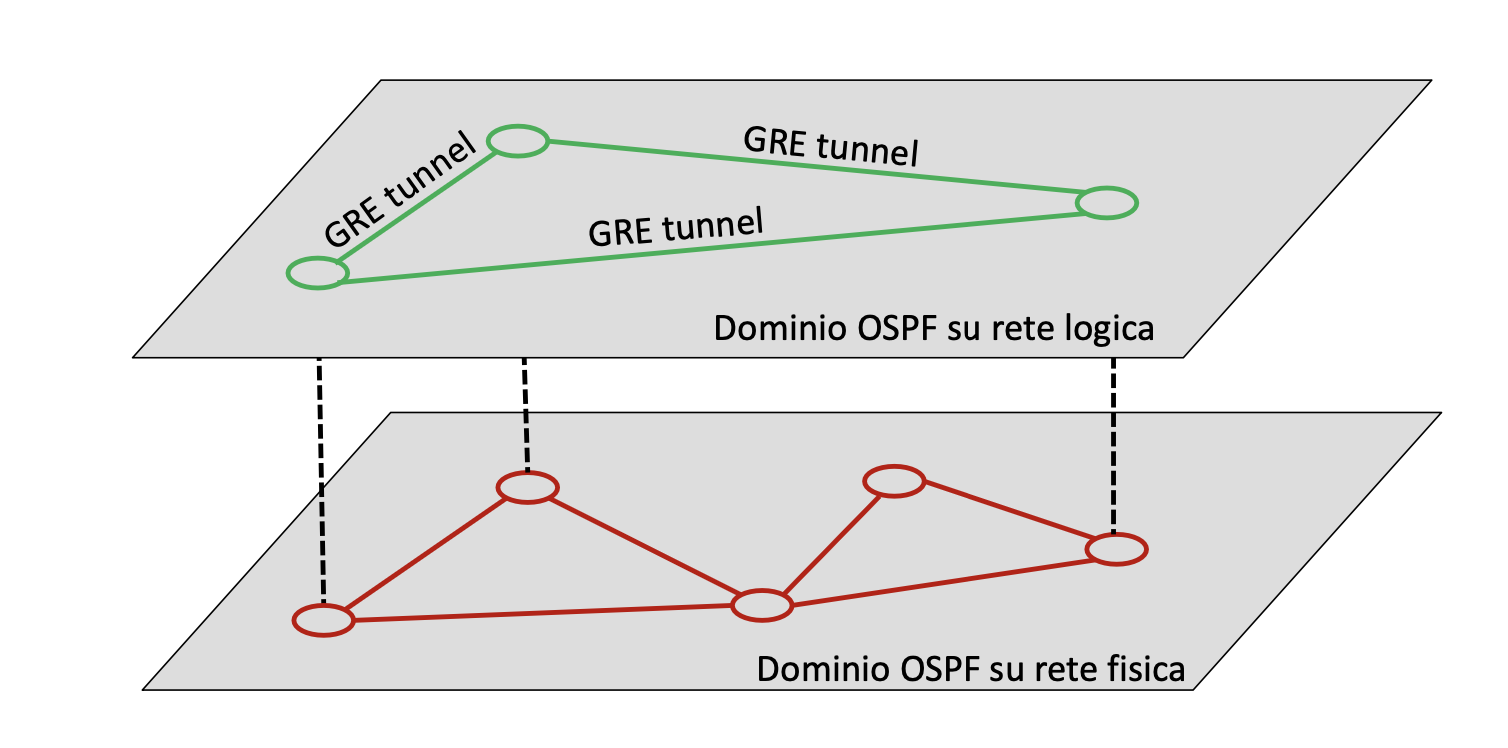 GRE tunnel
GRE tunnel
GRE tunnel
Dominio OSPF su rete logica
Dominio OSPF su rete fisica